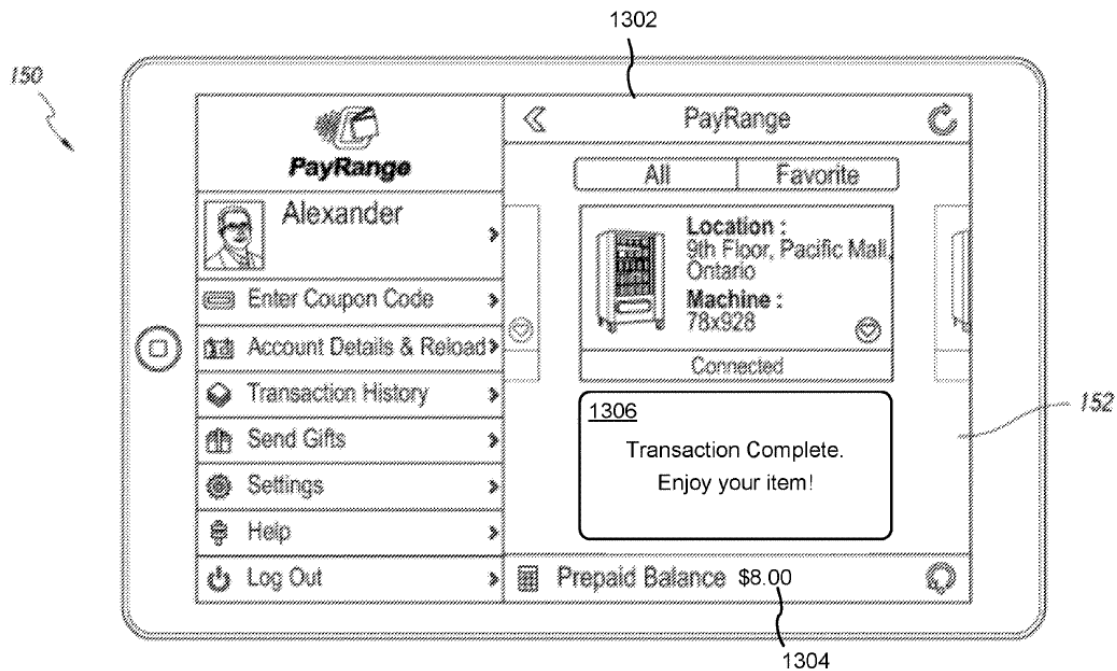 1302
150
PayRange
Alexander
Enter Coupon Code
Account Details & Reload
Transaction History
Send Gifts
Settings
Help
Log Out
PayRange
All
Favorite
Location :
9th Floor, Pacific Mall,
Ontario
Machine :
78x928
Connected
1306
Transaction Complete.
Enjoy your item!
Prepaid Balance $8.00
152
1304